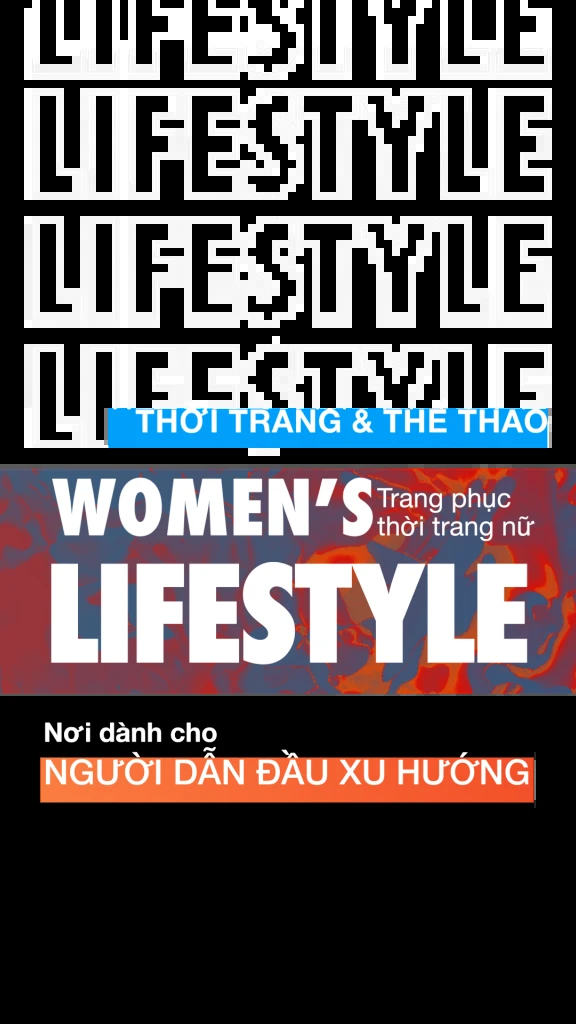 LIFESTYLE
LIFESTYLE
LIFESTYLE
LIFESTYLE
THỜI TRANG & THỂ THAO
WOMEN’S
Trang phục
thời trang nữ
LIFESTYLE
Nơi dành cho
NGƯỜI DẪN ĐẦU XU HƯỚNG